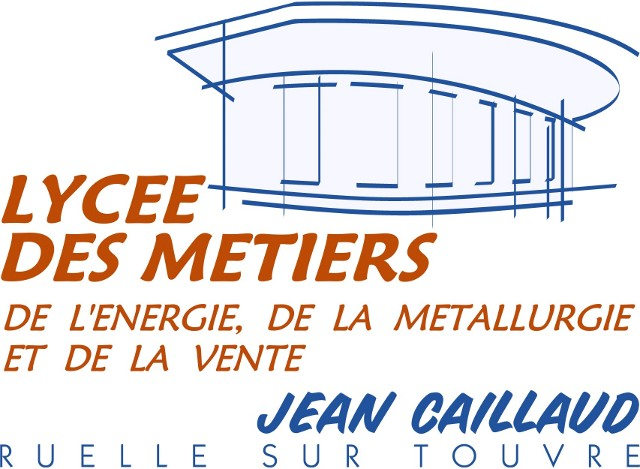 LYCEE
DES METIERS
DE L'ENERGIE, DE LA METALLURGIE
ET DE LA VENTE
JEAN CAILLAUD
RUELLE SUR TOUVRE